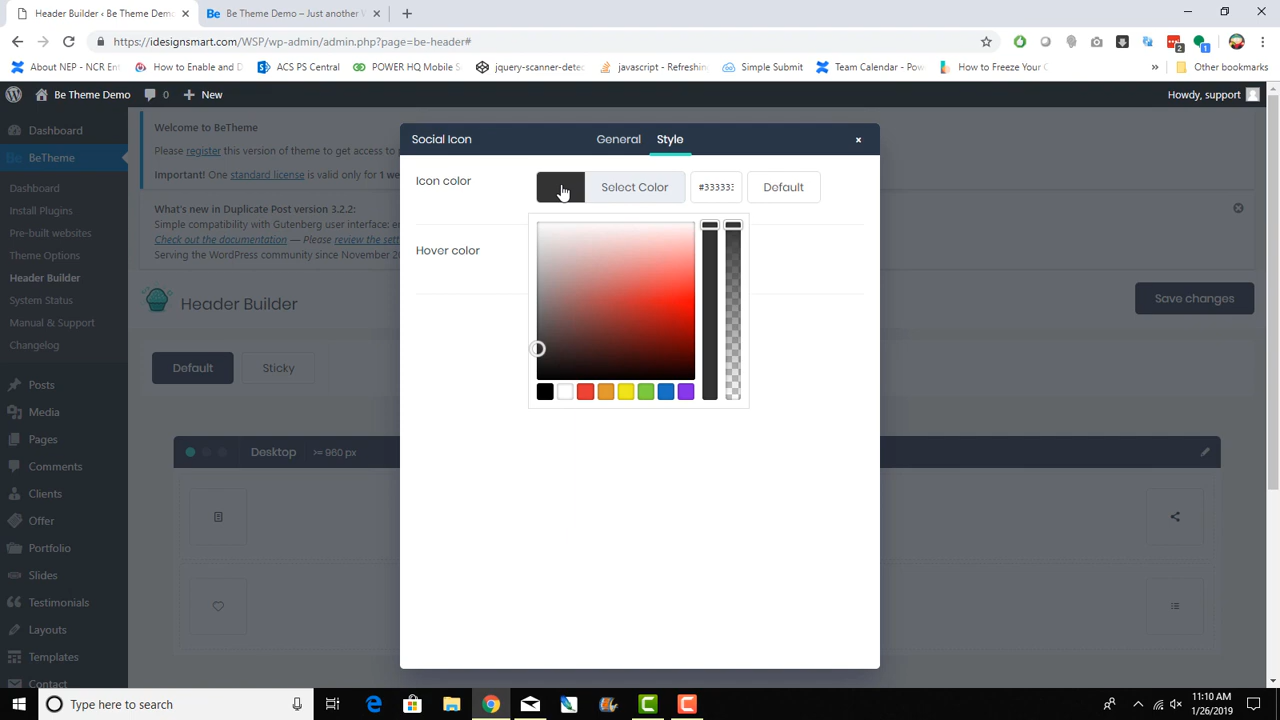 Header Builder ‹ Be Theme Demo
Be Theme Demo – Just another W
https://idesignsmart.com/WSP/wp-admin/admin.php?page=be-header#
About NEP - NCR Ent
How to Enable and D
ACS PS Central
POWER HQ Mobile S
jquery-scanner-detec
javascript - Refreshing
Simple Submit
Team Calendar - Pow
How to Freeze Your C
Other bookmarks
Be Theme Demo
0
New
Howdy, support
Dashboard
BeTheme
Dashboard
Install Plugins
Pre-built websites
Theme Options
Header Builder
System Status
Manual & Support
Changelog
Posts
Media
Pages
Comments
Clients
Offer
Portfolio
Slides
Testimonials
Layouts
Templates
Contact
Welcome to BeTheme
Please register this version of theme to get access to
Important! One standard license is valid only for 1 we
What's new in Duplicate Post version 3.2.2:
Simple compatibility with Gutenberg user interface: e
Check out the documentation — Please review the sett
Serving the WordPress community since November 2
Header Builder
Save changes
Default
Sticky
Desktop
>= 960 px
Social Icon
General
Style
×
Icon color
Select Color
#333333
Default
Hover color
Type here to search
11:10 AM
1/26/2019